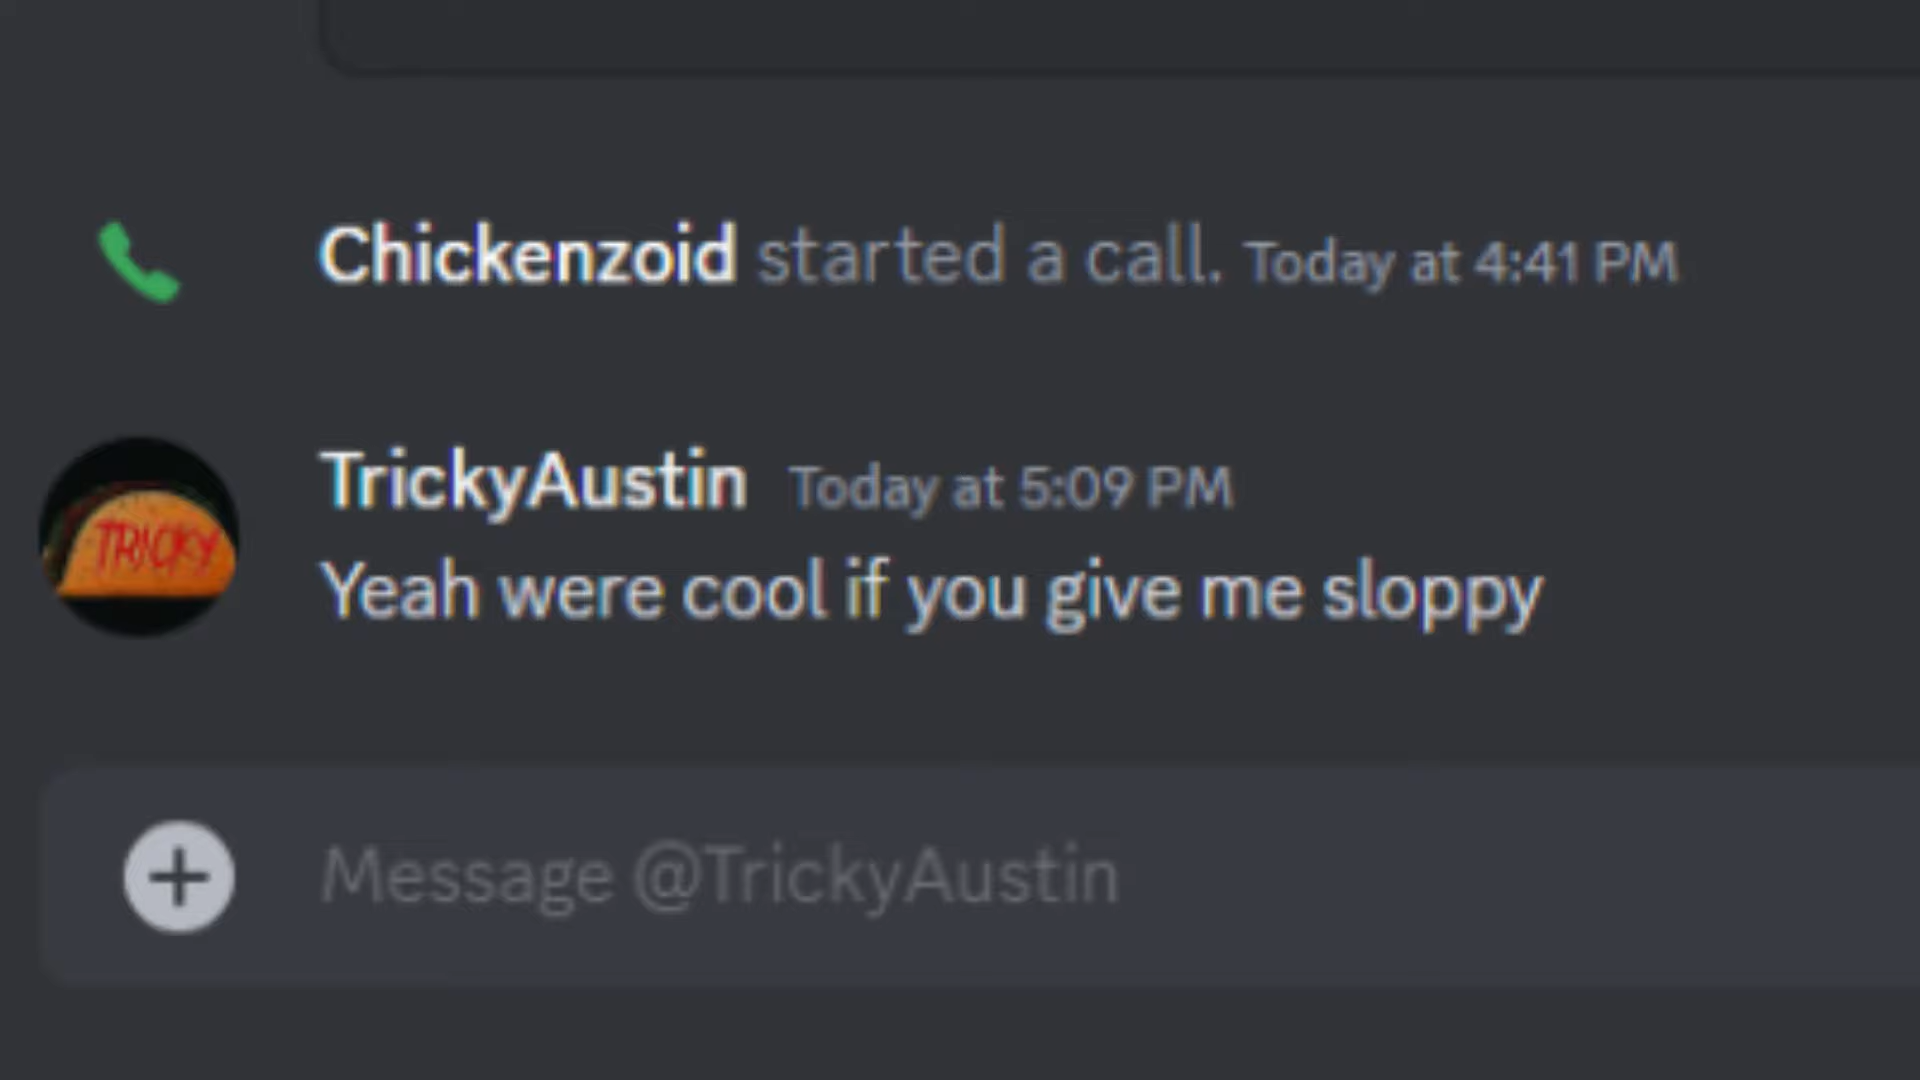 Chickenzoid started a call. Today at 4:41 PM
TrickyAustin Today at 5:09 PM
TRICKY
Yeah were cool if you give me sloppy
Message @TrickyAustin